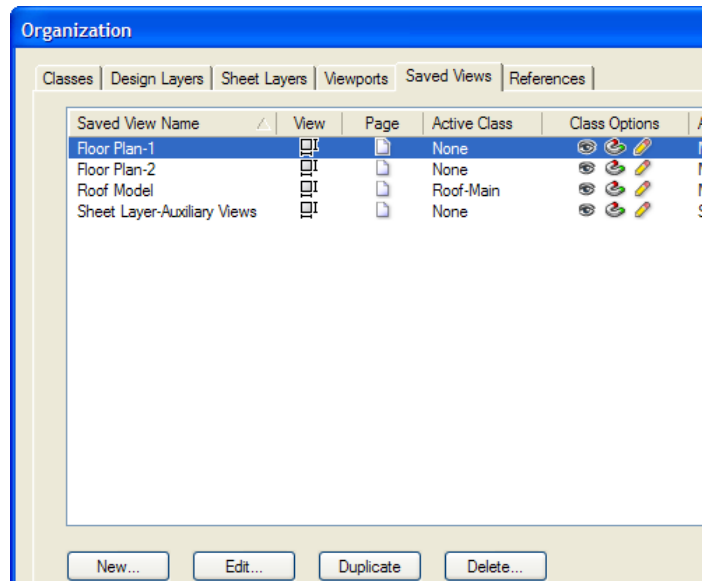 Organization
Classes Design Layers Sheet Layers Viewports Saved Views References
Saved View Name View Page Active Class Class Options
Floor Plan-1 None
Floor Plan-2 None
Roof Model Roof-Main
Sheet Layer-Auxiliary Views None
New... Edit... Duplicate Delete...